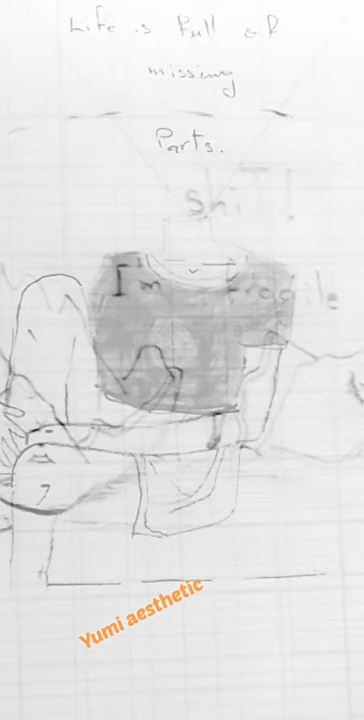 Life is full of
missing
Parts.
Shit!
I'm Fragile
Yumi aesthetic